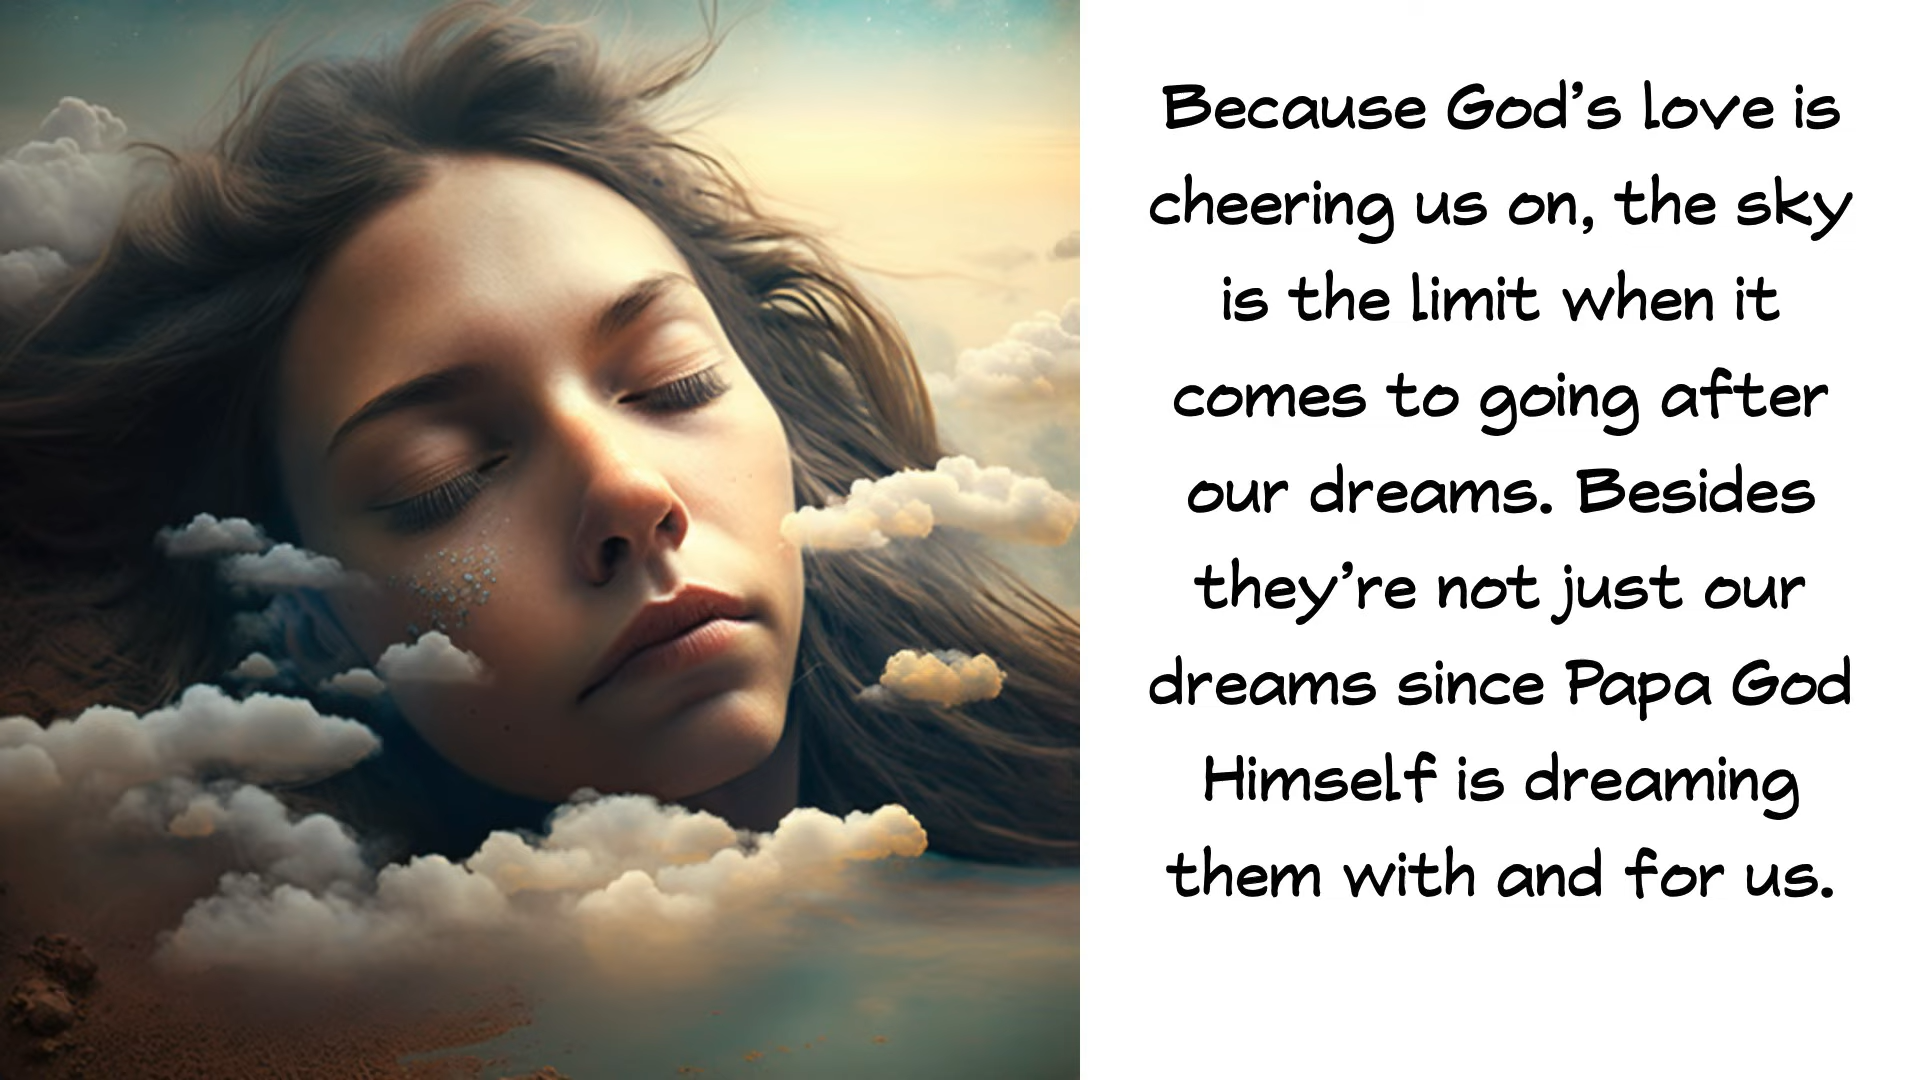 Because God’s love is
cheering us on, the sky
is the limit when it
comes to going after
our dreams. Besides
they’re not just our
dreams since Papa God
Himself is dreaming
them with and for us.